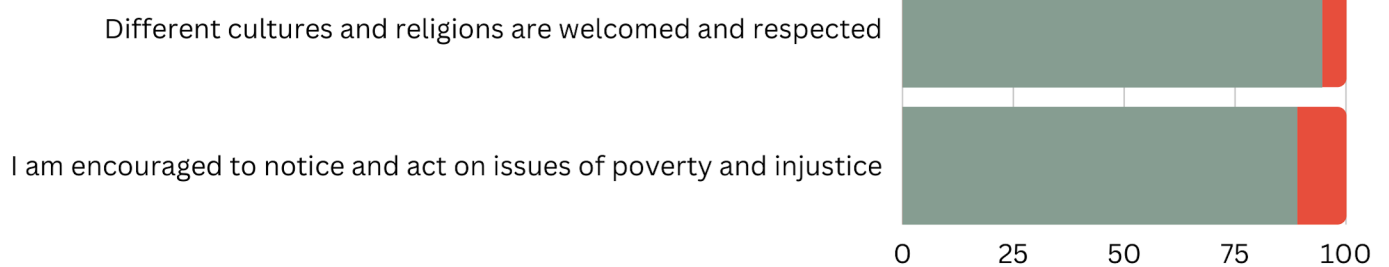 Different cultures and religions are welcomed and respected
I am encouraged to notice and act on issues of poverty and injustice
0 25 50 75 100